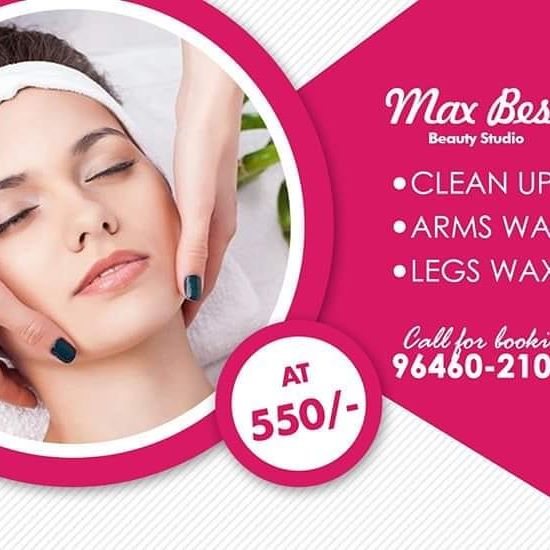 Max Bes
Beauty Studio
•CLEAN UP
•ARMS WA
•LEGS WAX
Call for booki
96460-210
AT
550/-